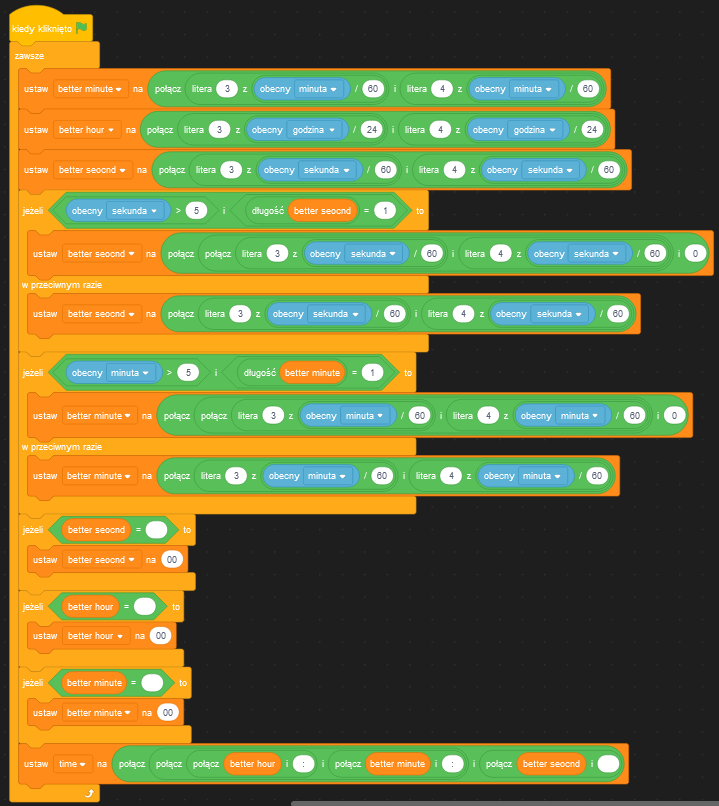 kiedy kliknięto
zawsze
ustaw better minute na połącz litera 3 z obecny minuta / 60 i litera 4 z obecny minuta / 60
ustaw better hour na połącz litera 3 z obecny godzina / 24 i litera 4 z obecny godzina / 24
ustaw better seocnd na połącz litera 3 z obecny sekunda / 60 i litera 4 z obecny sekunda / 60
jeżeli obecny sekunda > 5 i długość better seocnd = 1 to
ustaw better seocnd na połącz połącz litera 3 z obecny sekunda / 60 i litera 4 z obecny sekunda / 60 i 0
w przeciwnym razie
ustaw better seocnd na połącz litera 3 z obecny sekunda / 60 i litera 4 z obecny sekunda / 60
jeżeli obecny minuta > 5 i długość better minute = 1 to
ustaw better minute na połącz połącz litera 3 z obecny minuta / 60 i litera 4 z obecny minuta / 60 i 0
w przeciwnym razie
ustaw better minute na połącz litera 3 z obecny minuta / 60 i litera 4 z obecny minuta / 60
jeżeli better seocnd = to
ustaw better seocnd na 00
jeżeli better hour = to
ustaw better hour na 00
jeżeli better minute = to
ustaw better minute na 00
ustaw time na połącz połącz połącz better hour i : i połącz better minute i : i połącz better seocnd i